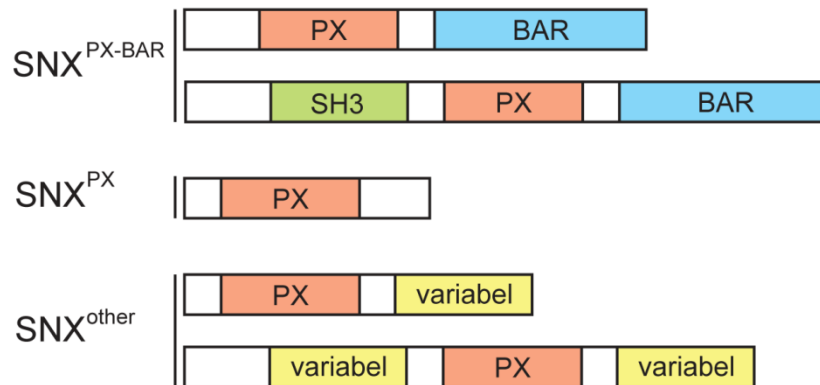 SNX^PX-BAR
PX BAR
SH3 PX BAR
SNX^PX
PX
SNX^other
PX variabel
variabel PX variabel